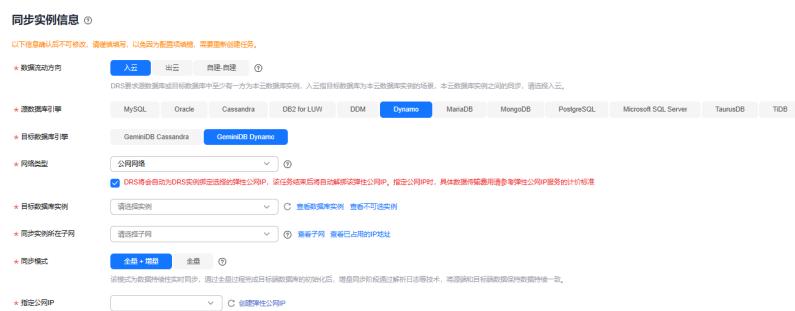 同步实例信息
以下信息确认后不可修改，请谨慎填写，以免因为配置项填错，需要重新创建任务。
* 数据流动方向 入云 出云 自建-自建
DRS要求源数据库或目标数据库中至少有一方为本云数据库实例，入云指目标数据库为本云数据库实例的场景，本云数据库实例之间的同步，请选择入云。
* 源数据库引擎 MySQL Oracle Cassandra DB2 for LUW DDM Dynamo MariaDB MongoDB PostgreSQL Microsoft SQL Server TaurusDB TiDB
* 目标数据库引擎 GeminiDB Cassandra GeminiDB Dynamo
* 网络类型 公网网络
DRS将会自动为DRS实例绑定选择的弹性公网IP，该任务结束后将自动解绑该弹性公网IP。指定公网IP时，具体数据传输费用请参考弹性公网IP服务的计价标准
* 目标数据库实例 请选择实例 查看数据库实例 查看不可选实例
* 同步实例所在子网 请选择子网 查看子网 查看已占用的IP地址
* 同步模式 全量+增量 全量
该模式为数据持续性实时同步，通过全量过程完成目标端数据库的初始化后，增量同步阶段通过解析日志等技术，将源端和目标端数据保持数据持续一致。
* 指定公网IP 创建弹性公网IP